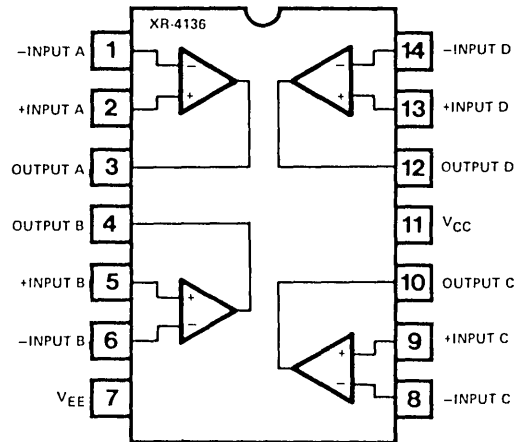 XR-4136
-INPUT A 1
+INPUT A 2
OUTPUT A 3
OUTPUT B 4
+INPUT B 5
-INPUT B 6
VEE 7
14 -INPUT D
13 +INPUT D
12 OUTPUT D
11 VCC
10 OUTPUT C
9 +INPUT C
8 -INPUT C
- +
- +
+ -
+ -